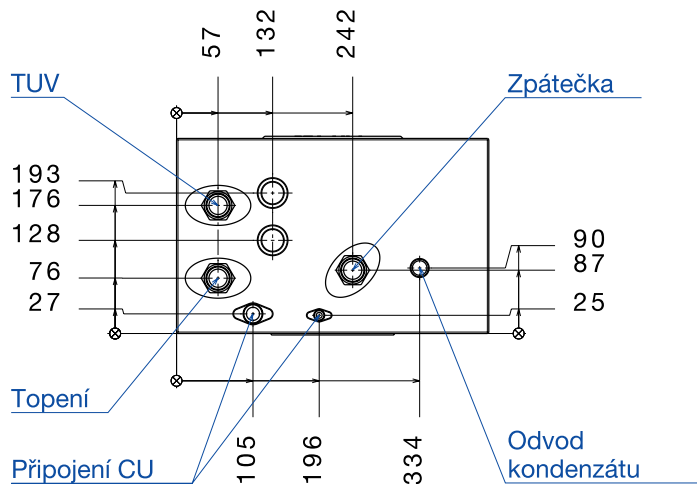 57
132
242
TUV
Zpátečka
193
176
128
76
27
90
87
25
Topení
Připojení CU
105
196
334
Odvod
kondenzátu